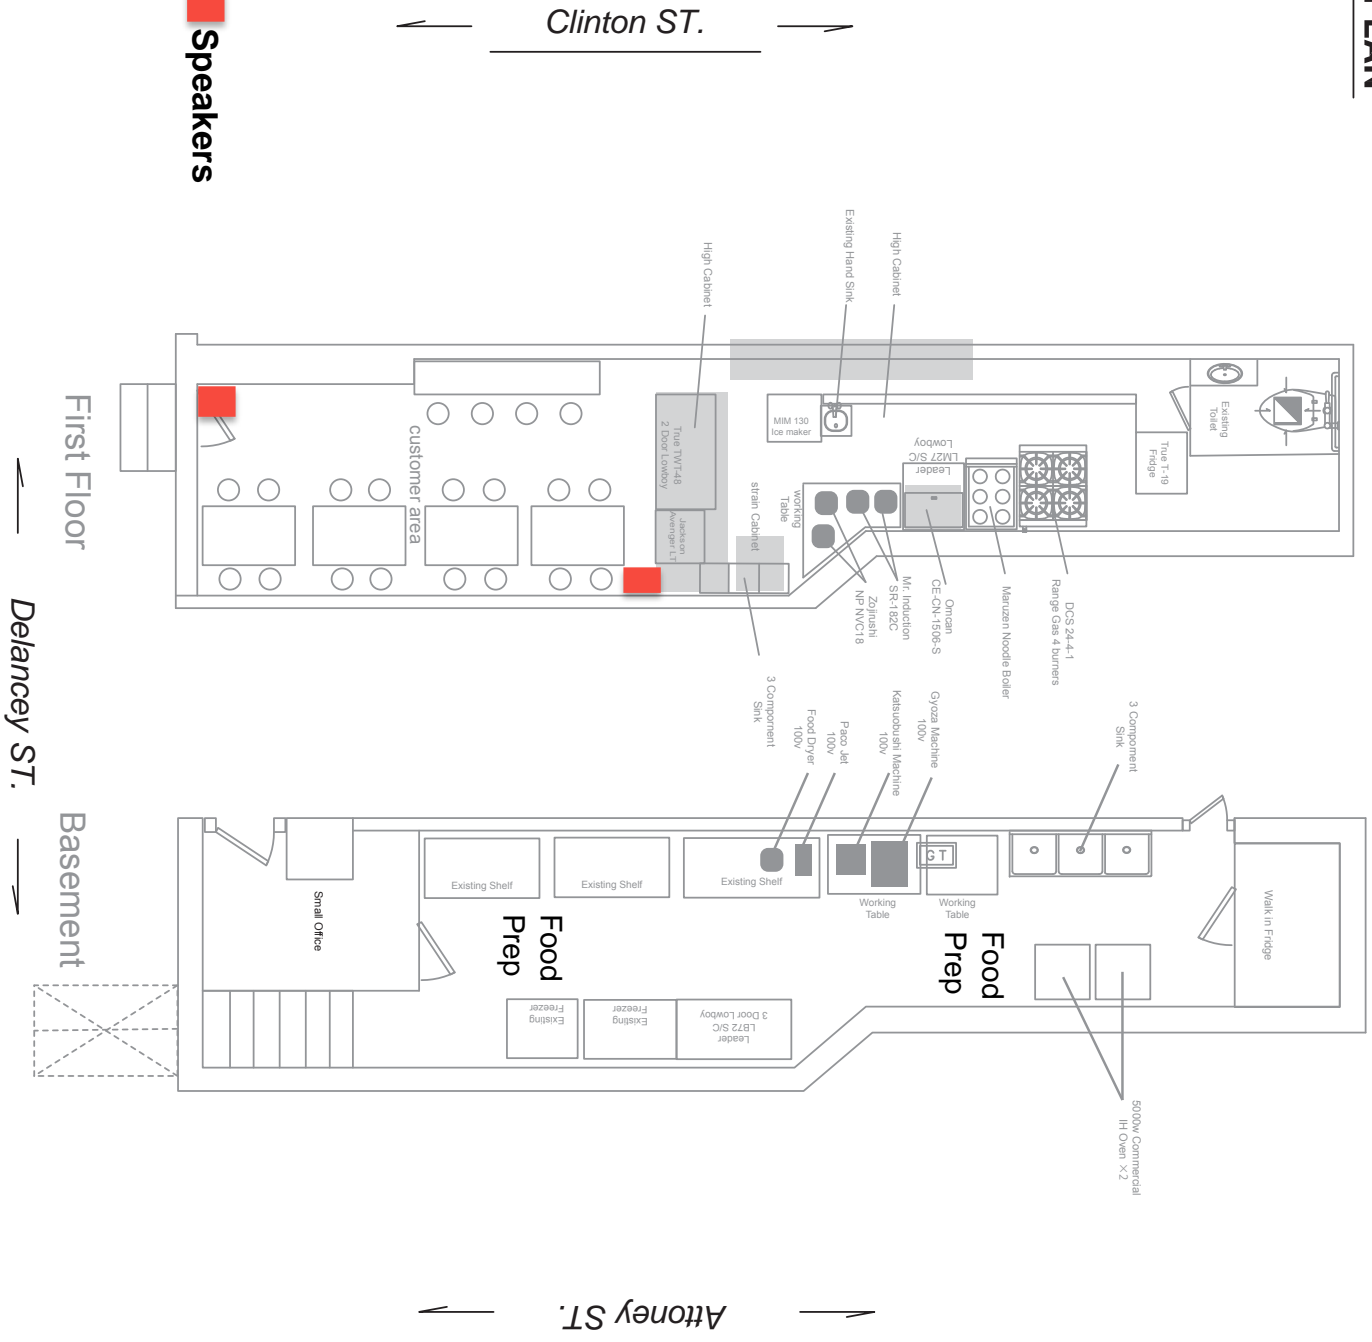 PLAN
Clinton ST.
Speakers
First Floor
High Cabinet
Existing Hand Sink
High Cabinet
customer area
True TWT-48
2 Door Lowboy
Jackson
Avenger LT
strain Cabinet
MIM 130
Ice maker
working
Table
Leader
LM27 S/C
Lowboy
True T-19
Fridge
Existing
Toilet
3 Compornent
Sink
Zojirushi
NP NVC18
Mr. Induction
SR-182C
Omcan
CE-CN-1506-S
Maruzen Noodle Boiler
DCS 24-4-1
Range Gas 4 burners
Delancey ST.
Basement
Food Dryer
100v
Paco Jet
100v
Katsuobushi Machine
100v
Gyoza Machine
100v
3 Compornent
Sink
Small Office
Existing Shelf
Existing Shelf
Existing Shelf
Working
Table
G T
Working
Table
Walk in Fridge
Food
Prep
Food
Prep
Existing
Freezer
Existing
Freezer
Leader
LB72 S/C
3 Door Lowboy
5000w Commercial
IH Oven ×2
Attoney ST.